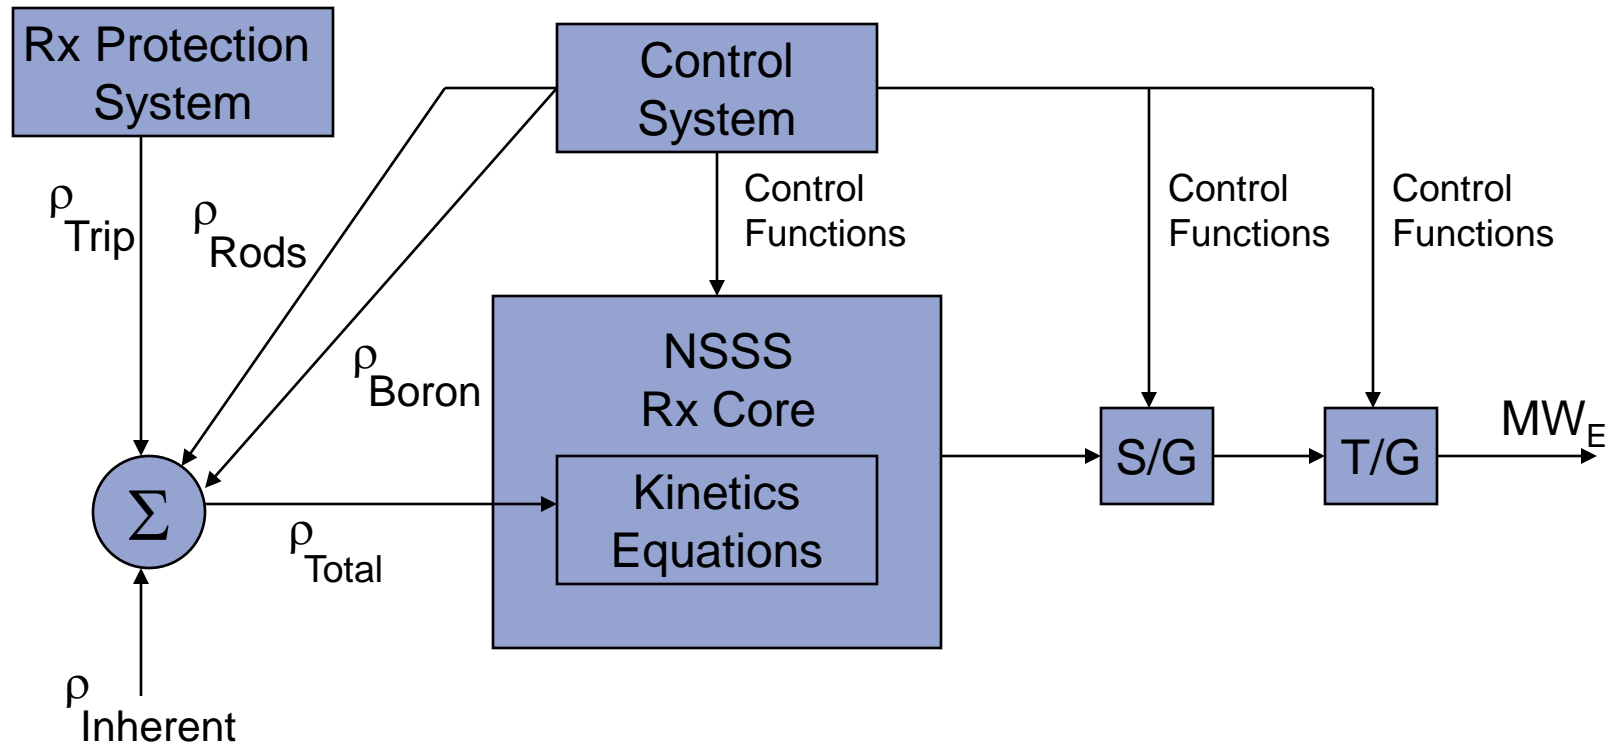 Rx Protection
System
Control
System
ρ
Trip
ρ
Rods
ρ
Boron
Control
Functions
Control
Functions
Control
Functions
NSSS
Rx Core
Kinetics
Equations
Σ
ρ
Total
ρ
Inherent
S/G
T/G
MWE